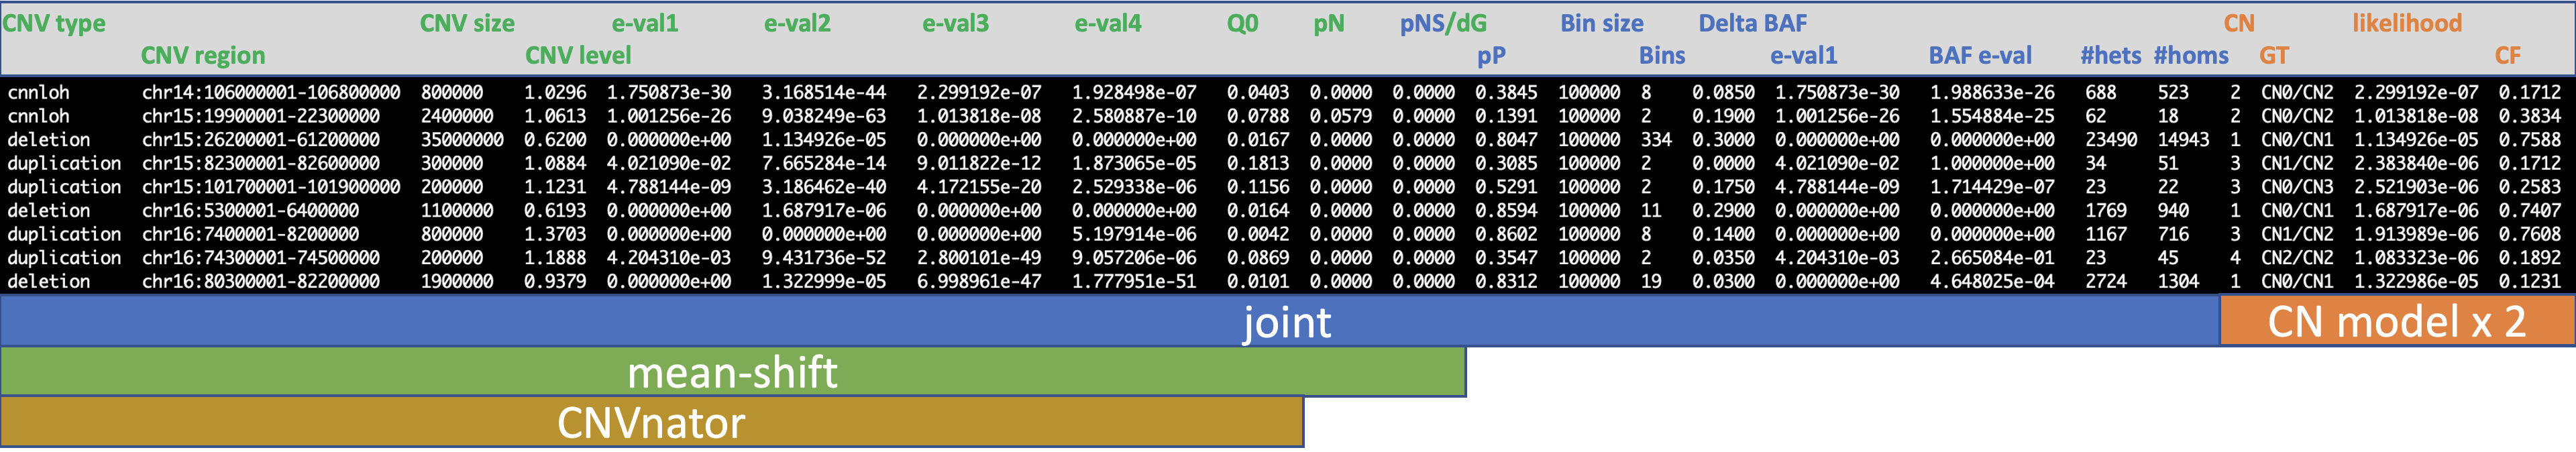 CNV type CNV size e-val1 e-val2 e-val3 e-val4 Q0 pN pNS/dG Bin size Delta BAF CN likelihood
CNV region CNV level pP Bins e-val1 BAF e-val #hets #homs GT CF
cnnloh chr14:106000001-106800000 800000 1.0296 1.750873e-30 3.168514e-44 2.299192e-07 1.928498e-07 0.0403 0.0000 0.0000 0.3845 100000 8 0.0850 1.750873e-30 1.988633e-26 688 523 2 CN0/CN2 2.299192e-07 0.1712
cnnloh chr15:19900001-22300000 2400000 1.0613 1.001256e-26 9.038249e-63 1.013818e-08 2.580887e-10 0.0788 0.0579 0.0000 0.1391 100000 2 0.1900 1.001256e-26 1.554884e-25 62 18 2 CN0/CN2 1.013818e-08 0.3834
deletion chr15:26200001-61200000 35000000 0.6200 0.000000e+00 1.134926e-05 0.000000e+00 0.000000e+00 0.0167 0.0000 0.0000 0.8047 100000 334 0.3000 0.000000e+00 0.000000e+00 23490 14943 1 CN0/CN1 1.134926e-05 0.7588
duplication chr15:82300001-82600000 300000 1.0884 4.021090e-02 7.665284e-14 9.011822e-12 1.873065e-05 0.1813 0.0000 0.0000 0.3085 100000 2 0.0000 4.021090e-02 1.000000e+00 34 51 3 CN1/CN2 2.383840e-06 0.1712
duplication chr15:101700001-101900000 200000 1.1231 4.788144e-09 3.186462e-40 4.172155e-20 2.529338e-06 0.1156 0.0000 0.0000 0.5291 100000 2 0.1750 4.788144e-09 1.714429e-07 23 22 3 CN0/CN3 2.521903e-06 0.2583
deletion chr16:5300001-6400000 1100000 0.6193 0.000000e+00 1.687917e-06 0.000000e+00 0.000000e+00 0.0164 0.0000 0.0000 0.8594 100000 11 0.2900 0.000000e+00 0.000000e+00 1769 940 1 CN0/CN1 1.687917e-06 0.7407
duplication chr16:7400001-8200000 800000 1.3703 0.000000e+00 0.000000e+00 0.000000e+00 5.197914e-06 0.0042 0.0000 0.0000 0.8602 100000 8 0.1400 0.000000e+00 0.000000e+00 1167 716 3 CN1/CN2 1.913989e-06 0.7608
duplication chr16:74300001-74500000 200000 1.1888 4.204310e-03 9.431736e-52 2.800101e-49 9.057206e-06 0.0869 0.0000 0.0000 0.3547 100000 2 0.0350 4.204310e-03 2.665084e-01 23 45 4 CN2/CN2 1.083323e-06 0.1892
deletion chr16:80300001-82200000 1900000 0.9379 0.000000e+00 1.322999e-05 6.998961e-47 1.777951e-51 0.0101 0.0000 0.0000 0.8312 100000 19 0.0300 0.000000e+00 4.648025e-04 2724 1304 1 CN0/CN1 1.322986e-05 0.1231
joint CN model x 2
mean-shift
CNVnator